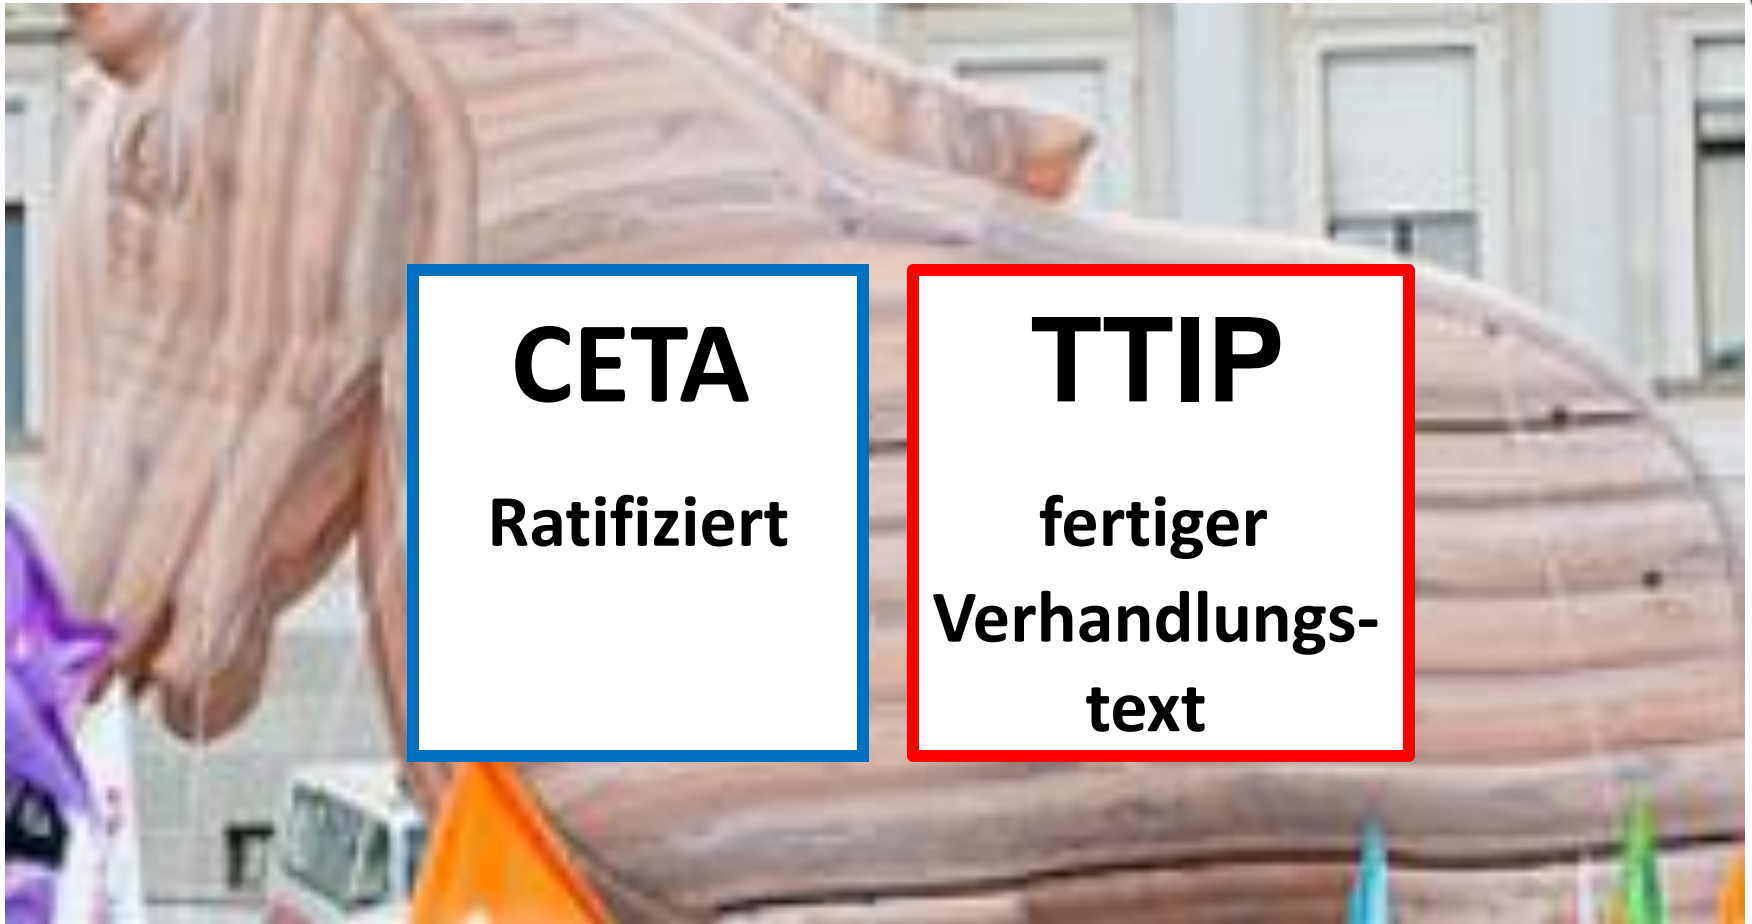 CETA
Ratifiziert
TTIP
fertiger
Verhandlungs-
text